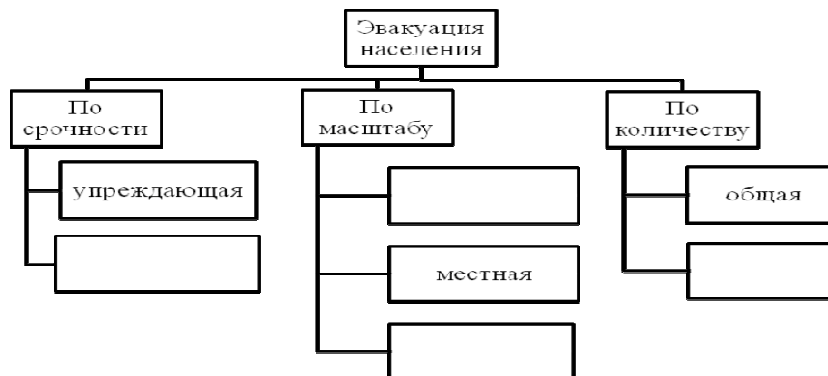 Эвакуация
населения
По
срочности
По
масштабу
По
количеству
упреждающая
местная
общая